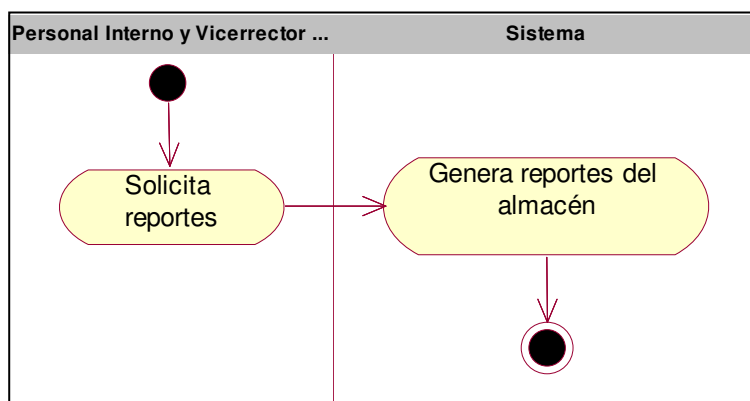 Personal Interno y Vicerrector ...
Sistema
Solicita
reportes
Genera reportes del
almacén